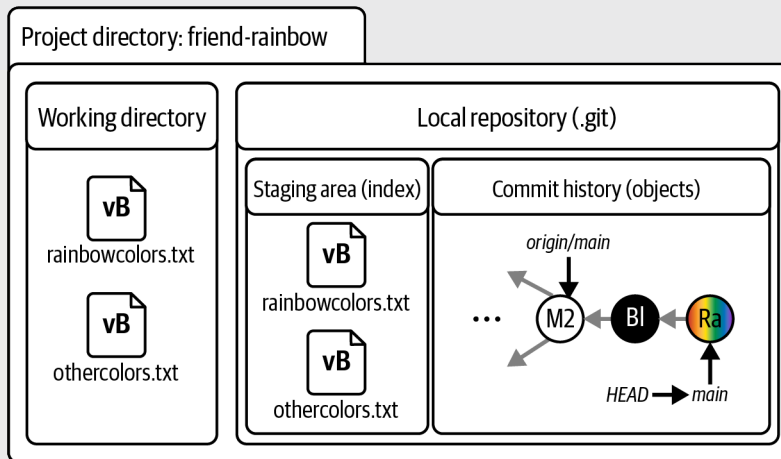 Project directory: friend-rainbow
Working directory
vB
rainbowcolors.txt
vB
othercolors.txt
Local repository (.git)
Staging area (index)
vB
rainbowcolors.txt
vB
othercolors.txt
Commit history (objects)
origin/main
... M2 Bl Ra
HEAD main